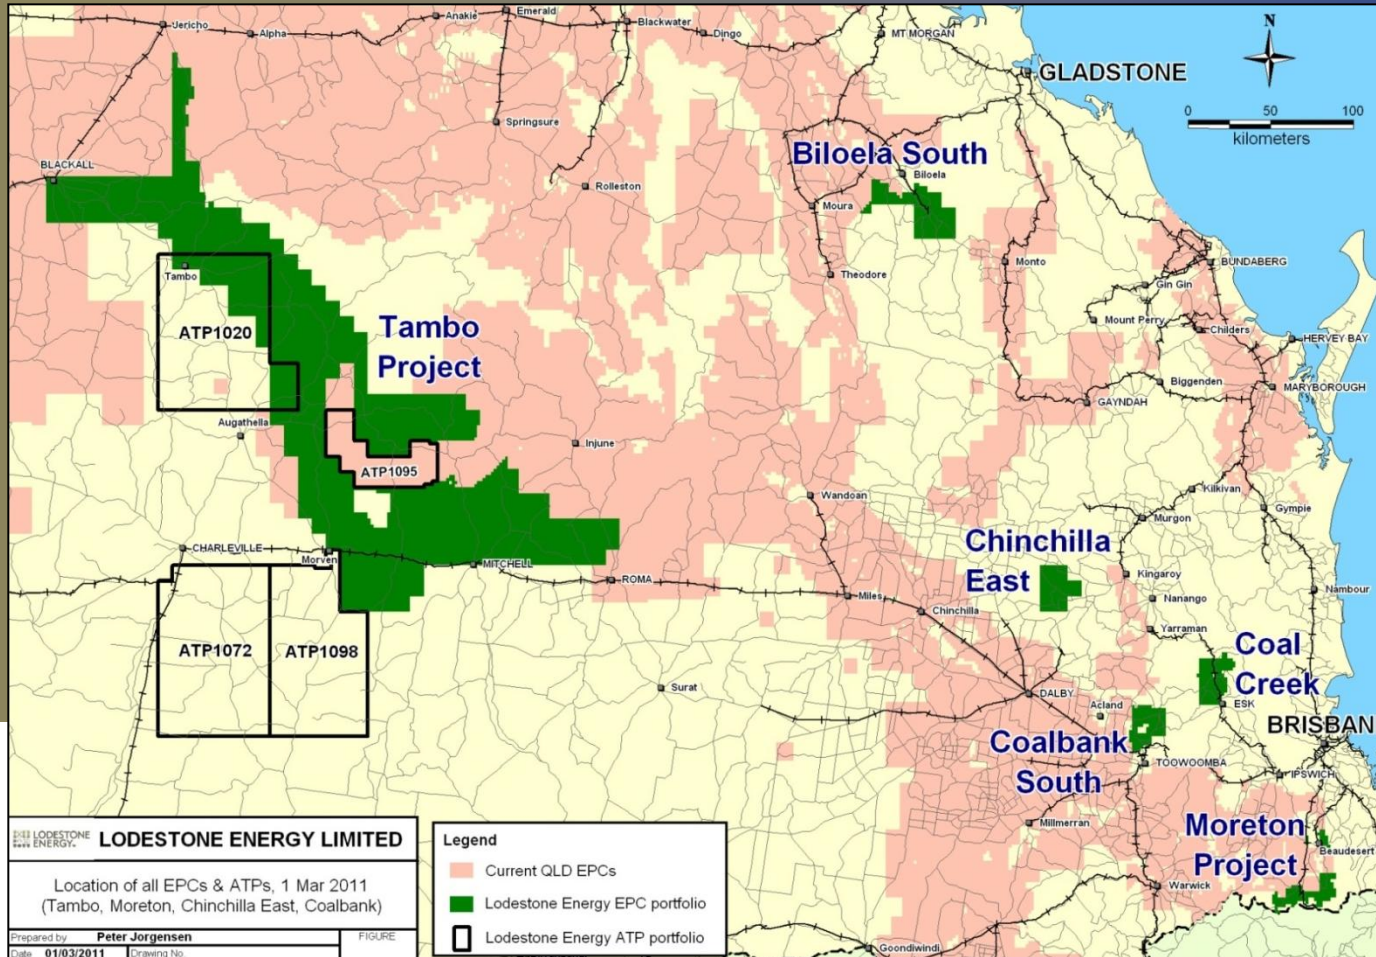 Jericho
Alpha
Anakie
Emerald
Blackwater
Dingo
MT MORGAN
GLADSTONE
N
0 50 100
kilometers
Springsure
BLACKALL
Rolleston
Biloela South
Biloela
Moura
Theodore
Monto
BUNDABERG
Gin Gin
Mount Perry
Childers
HERVEY BAY
Biggenden
MARYBOROUGH
GAYNDAH
Tambo
ATP1020
Tambo
Project
Augathella
ATP1095
Injune
Wandoan
Kilkivan
Gympie
Murgon
Chinchilla
East
CHARLEVILLE
Morven
MITCHELL
ROMA
Miles
Chinchilla
Kingaroy
Nanango
Nambour
Yarraman
ATP1072
ATP1098
Surat
Coal
Creek
ESK
DALBY
Acland
BRISBAN
Coalbank
South
TOOWOOMBA
IPSWICH
Millmerran
Moreton
Project
Beaudesert
Warwick
Goondiwindi
LODESTONE
ENERGY
LODESTONE ENERGY LIMITED
Location of all EPCs & ATPs, 1 Mar 2011
(Tambo, Moreton, Chinchilla East, Coalbank)
Prepared by Peter Jorgensen
FIGURE
Date 01/03/2011 Drawing No.
Legend
Current QLD EPCs
Lodestone Energy EPC portfolio
Lodestone Energy ATP portfolio